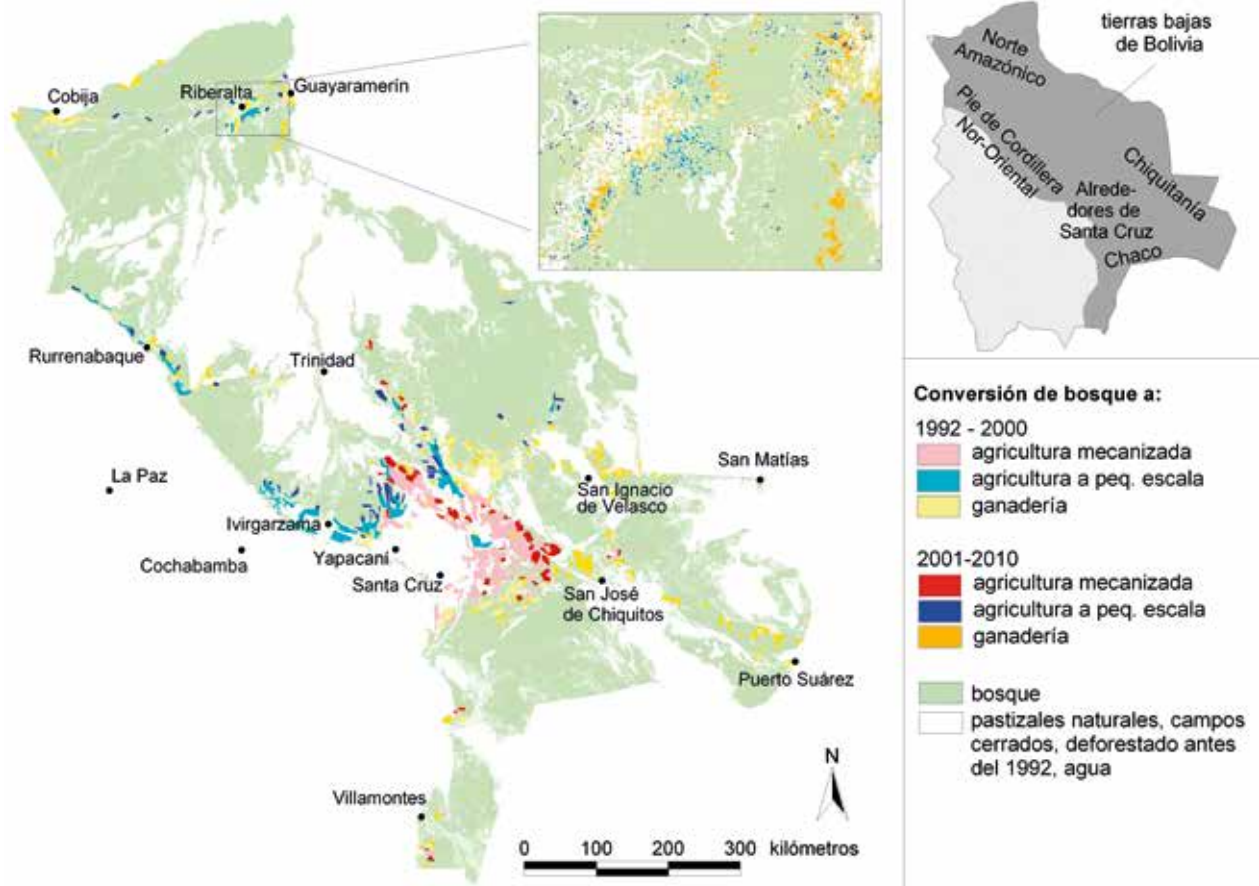 Cobija
Riberalta
Guayaramerín
Rurrenabaque
Trinidad
La Paz
Ivirgarzama
Cochabamba
Yapacaní
Santa Cruz
San Ignacio
de Velasco
San Matías
San José
de Chiquitos
Puerto Suárez
Villamontes
N
0 100 200 300 kilómetros
tierras bajas
de Bolivia
Norte
Amazónico
Pie de Cordillera
Nor-Oriental
Chiquitanía
Alrede-
dores de
Santa Cruz
Chaco
Conversión de bosque a:
1992 - 2000
agricultura mecanizada
agricultura a peq. escala
ganadería
2001-2010
agricultura mecanizada
agricultura a peq. escala
ganadería
bosque
pastizales naturales, campos
cerrados, deforestado antes
del 1992, agua